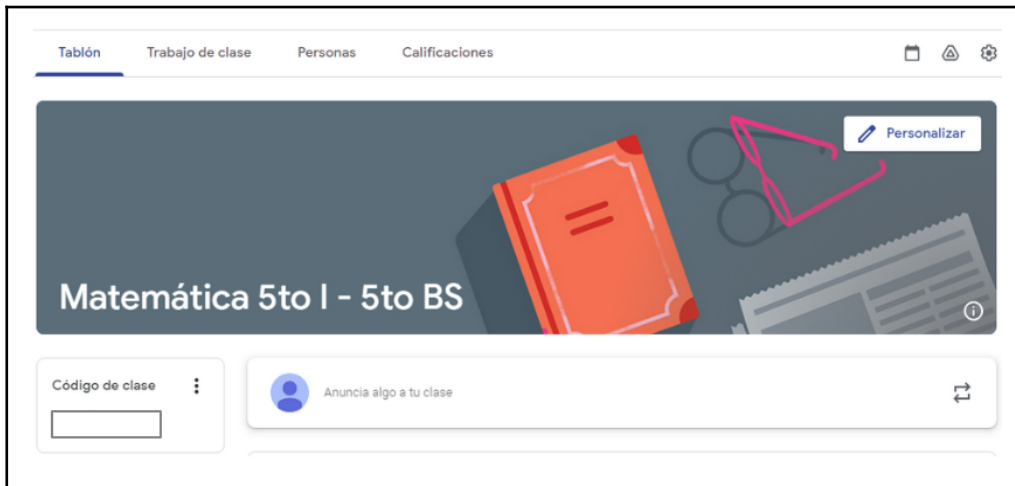 Tablón Trabajo de clase Personas Calificaciones
Personalizar
Matemática 5to I - 5to BS
Código de clase
Anuncia algo a tu clase